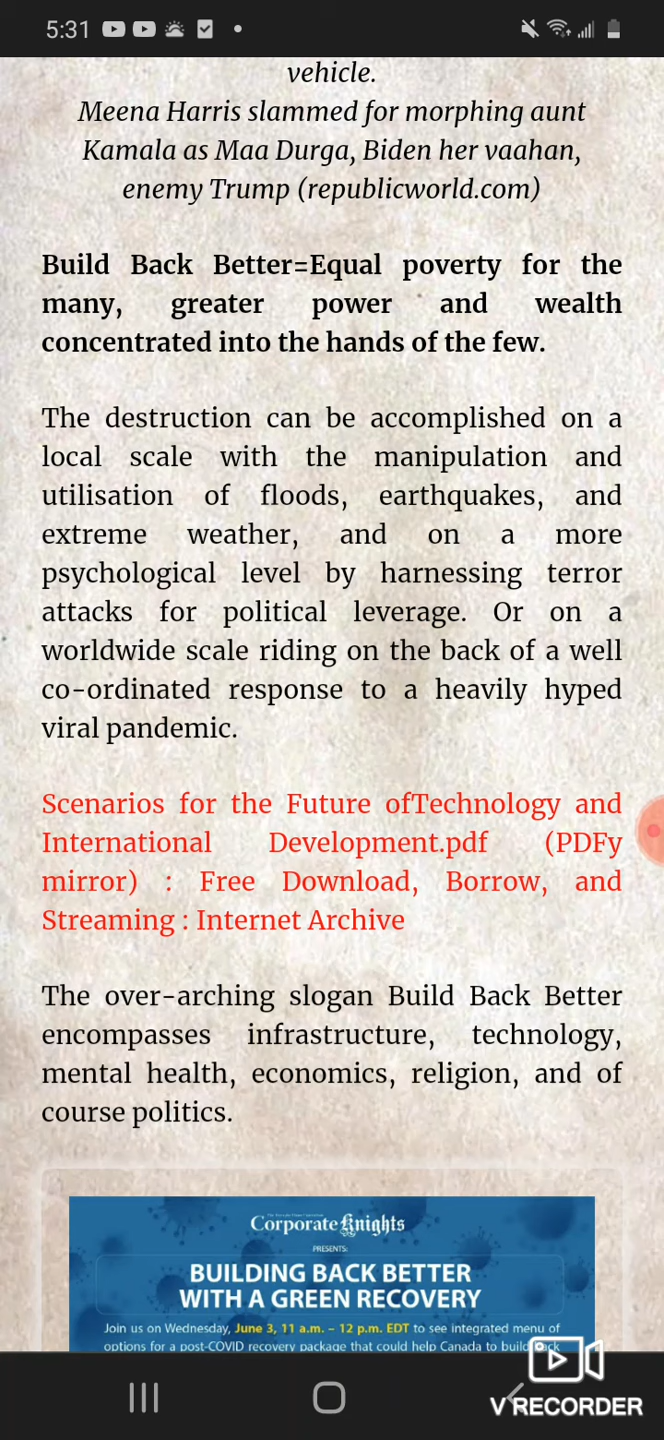 5:31
vehicle.
Meena Harris slammed for morphing aunt
Kamala as Maa Durga, Biden her vaahan,
enemy Trump (republicworld.com)
Build Back Better=Equal poverty for the
many, greater power and wealth
concentrated into the hands of the few.
The destruction can be accomplished on a
local scale with the manipulation and
utilisation of floods, earthquakes, and
extreme weather, and on a more
psychological level by harnessing terror
attacks for political leverage. Or on a
worldwide scale riding on the back of a well
co-ordinated response to a heavily hyped
viral pandemic.
Scenarios for the Future ofTechnology and
International Development.pdf (PDFy
mirror) : Free Download, Borrow, and
Streaming : Internet Archive
The over-arching slogan Build Back Better
encompasses infrastructure, technology,
mental health, economics, religion, and of
course politics.
Corporate Knights
PRESENTS:
BUILDING BACK BETTER
WITH A GREEN RECOVERY
Join us on Wednesday, June 3, 11 a.m. – 12 p.m. EDT to see integrated menu of
options for a post-COVID recovery package that could help Canada to build back
V RECORDER